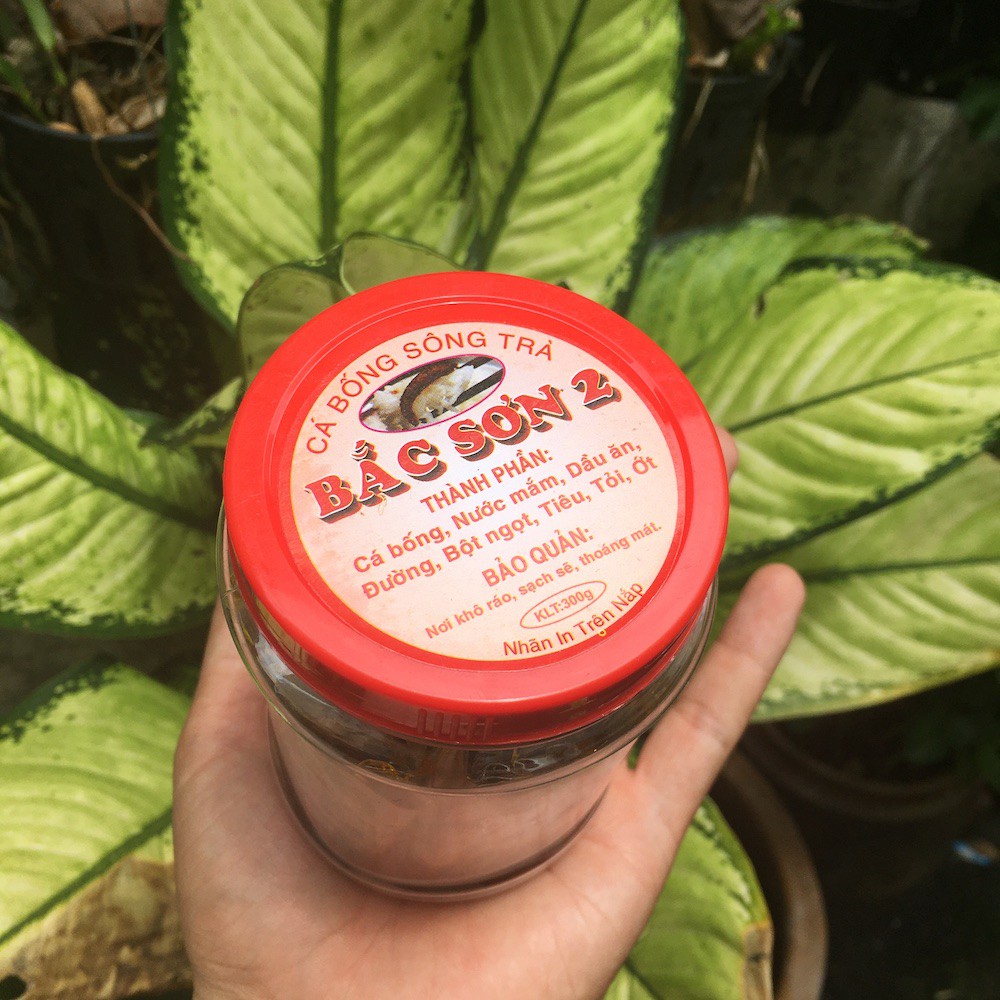 CÁ BỐNG SÔNG TRÀ
BẮC SƠN 2
THÀNH PHẦN:
Cá bống, Nước mắm, Dầu ăn,
Đường, Bột ngọt, Tiêu, Tỏi, Ớt
BẢO QUẢN:
Nơi khô ráo, sạch sẽ, thoáng mát.
KLT:300g
Nhãn In Trện Nắp